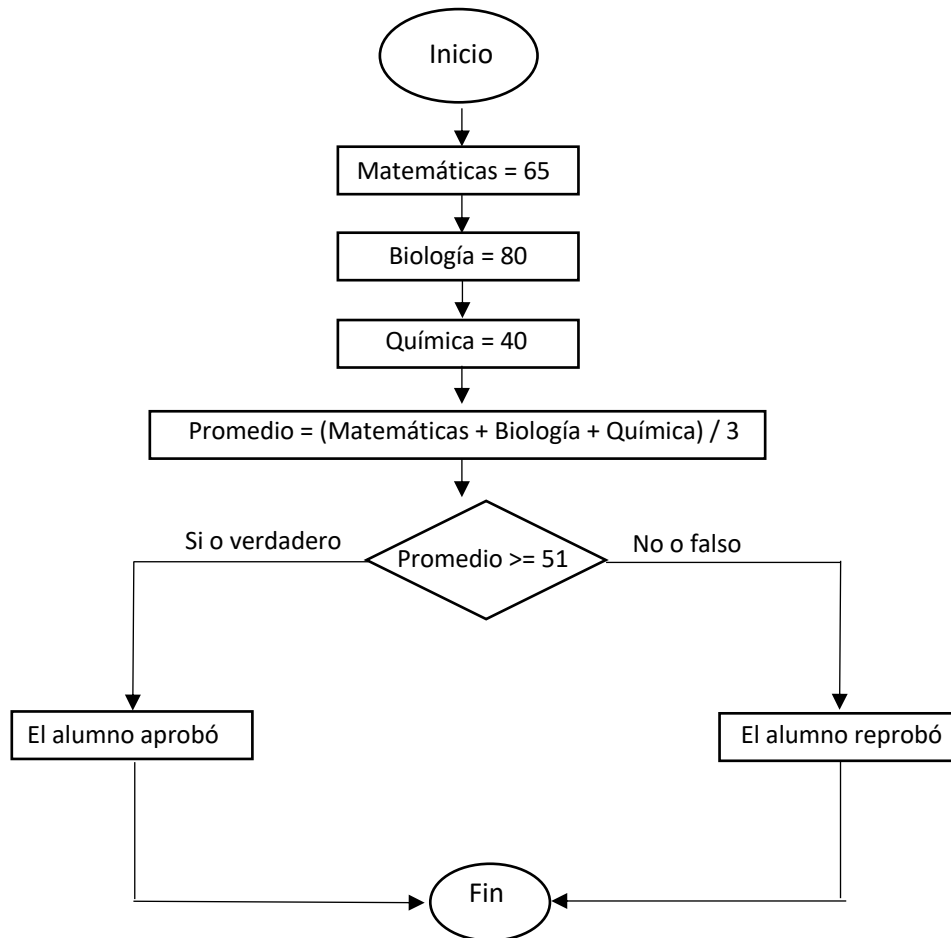 Inicio
Matemáticas = 65
Biología = 80
Química = 40
Promedio = (Matemáticas + Biología + Química) / 3
Si o verdadero
Promedio >= 51
No o falso
El alumno aprobó
El alumno reprobó
Fin